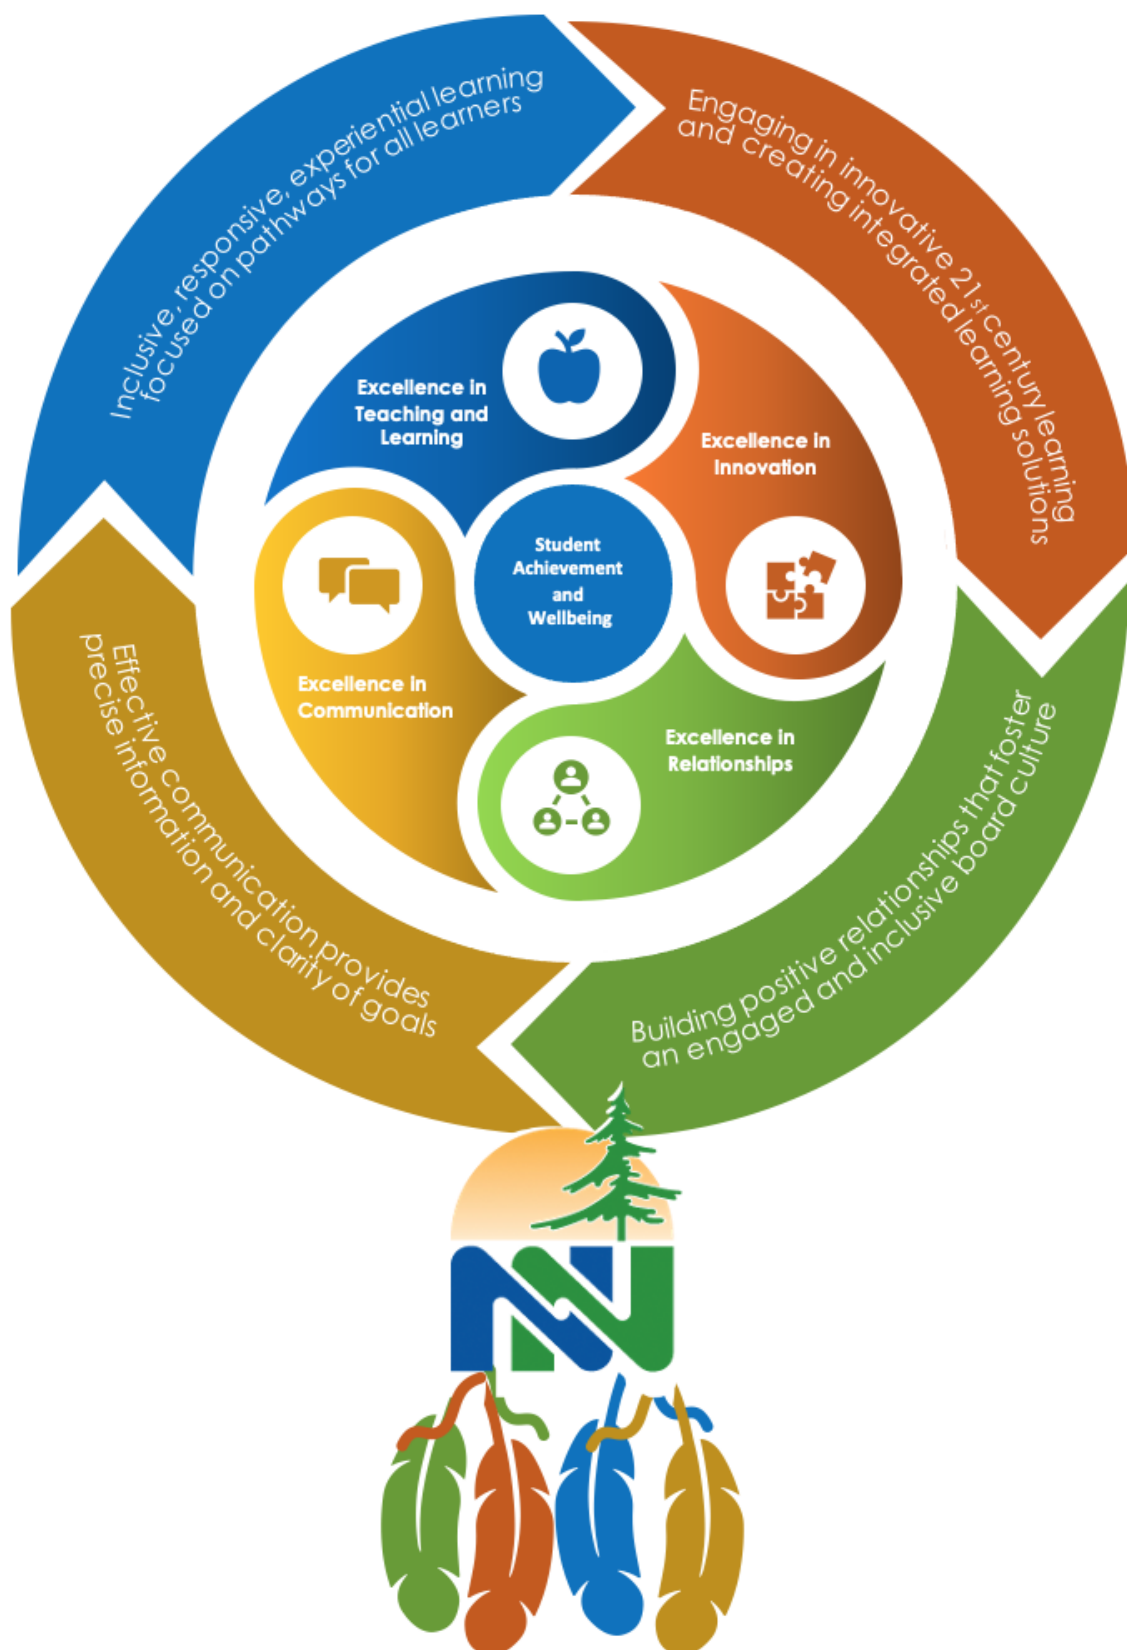 Inclusive, responsive, experiential learning
focused on pathways for all learners
Engaging in innovative 21st century learning
and creating integrated learning solutions
Excellence in
Teaching and
Learning
Excellence in
Innovation
Student
Achievement
and
Wellbeing
Excellence in
Communication
Excellence in
Relationships
Effective communication provides
precise information and clarity of goals
Building positive relationships that foster
an engaged and inclusive board culture
NN